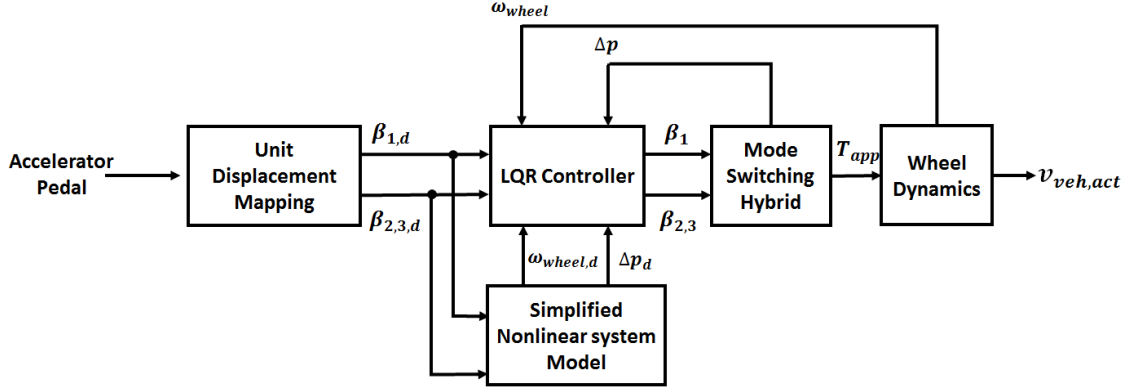 ω_wheel
Δp
β_1,d
β_1
Accelerator
Pedal
Unit
Displacement
Mapping
LQR Controller
Mode
Switching
Hybrid
T_app
Wheel
Dynamics
v_veh,act
β_2,3,d
β_2,3
ω_wheel,d
Δp_d
Simplified
Nonlinear system
Model